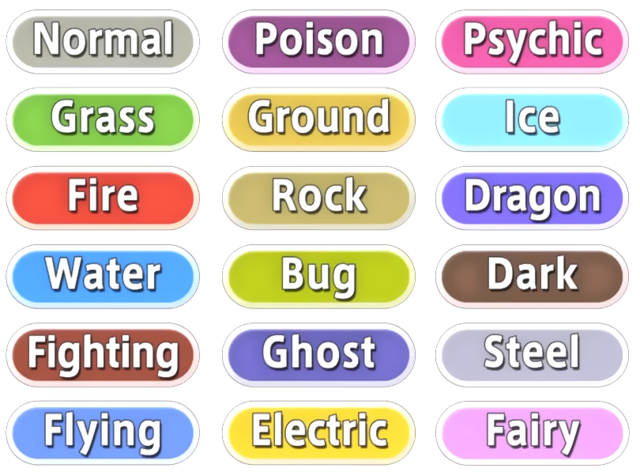 Normal
Poison
Psychic
Grass
Ground
Ice
Fire
Rock
Dragon
Water
Bug
Dark
Fighting
Ghost
Steel
Flying
Electric
Fairy